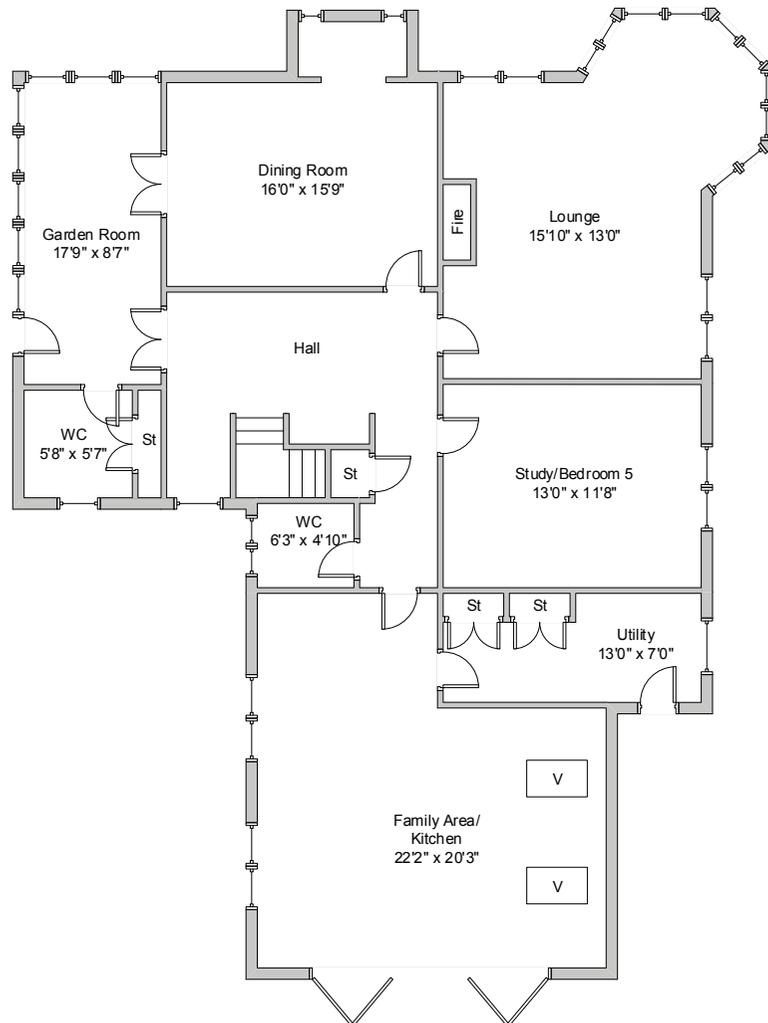 Dining Room
16'0" x 15'9"
Garden Room
17'9" x 8'7"
Fire
Lounge
15'10" x 13'0"
Hall
WC
5'8" x 5'7"
St
St
Study/Bedroom 5
13'0" x 11'8"
WC
6'3" x 4'10"
St
St
Utility
13'0" x 7'0"
V
Family Area/
Kitchen
22'2" x 20'3"
V